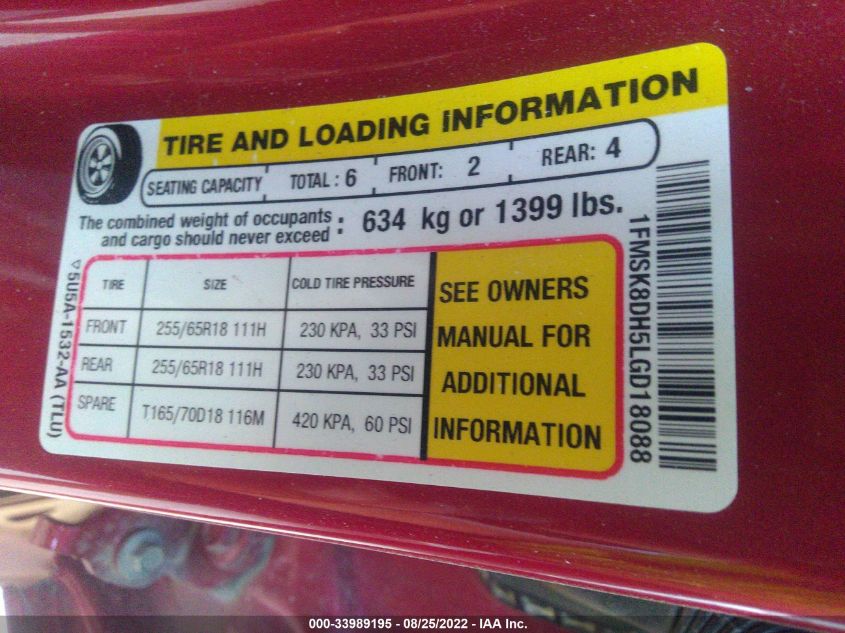 TIRE AND LOADING INFORMATION
SEATING CAPACITY TOTAL : 6 FRONT: 2 REAR: 4
The combined weight of occupants
and cargo should never exceed : 634 kg or 1399 lbs.
TIRE SIZE COLD TIRE PRESSURE
FRONT 255/65R18 111H 230 KPA, 33 PSI
REAR 255/65R18 111H 230 KPA, 33 PSI
SPARE T165/70D18 116M 420 KPA, 60 PSI
SEE OWNERS
MANUAL FOR
ADDITIONAL
INFORMATION
5U5A-1532-AA (TLU)
1FMSK8DH5LGD18088
000-33989195 - 08/25/2022 - IAA Inc.